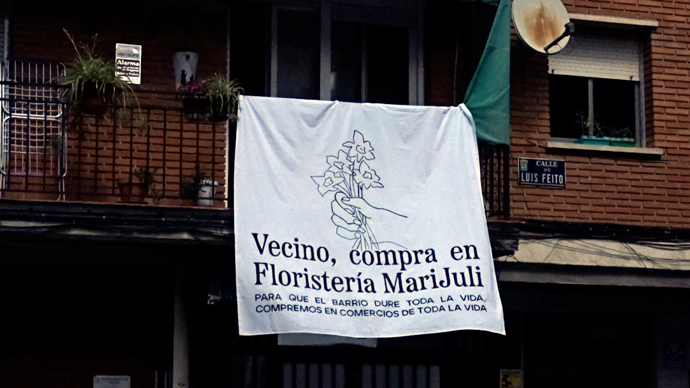 Alarma
CALLE
DE
LUIS FEITO
Vecino, compra en
Floristería MariJuli
PARA QUE EL BARRIO DURE TODA LA VIDA,
COMPREMOS EN COMERCIOS DE TODA LA VIDA